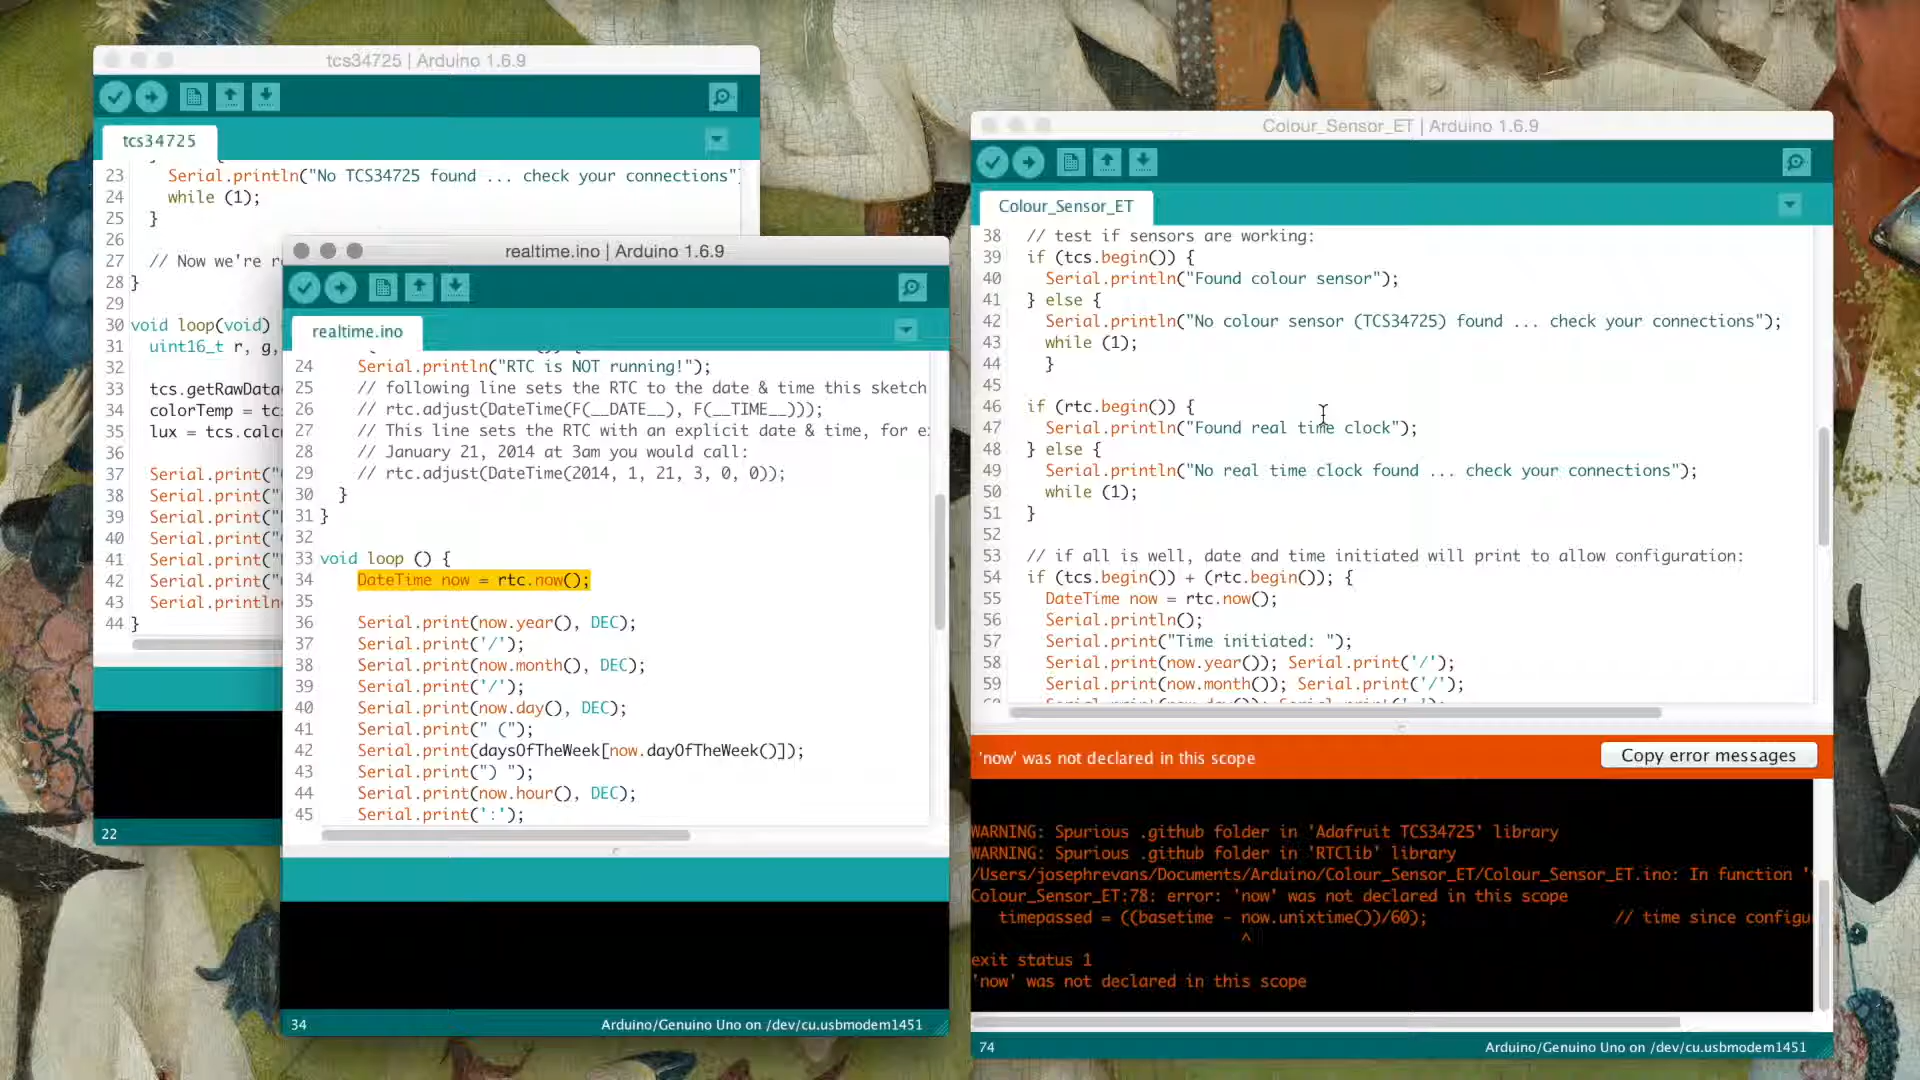 tcs34725 | Arduino 1.6.9
tcs34725
23 Serial.println("No TCS34725 found ... check your connections"
24 while (1);
25 }
26
27 // Now we're r
28 }
29
30 void loop(void)
31 uint16_t r, g,
32
33 tcs.getRawData
34 colorTemp = tc
35 lux = tcs.calc
36
37 Serial.print("
38 Serial.print("
39 Serial.print("
40 Serial.print("
41 Serial.print("
42 Serial.print("
43 Serial.println
44 }
22
realtime.ino | Arduino 1.6.9
realtime.ino
24 Serial.println("RTC is NOT running!");
25 // following line sets the RTC to the date & time this sketch
26 // rtc.adjust(DateTime(F(__DATE__), F(__TIME__)));
27 // This line sets the RTC with an explicit date & time, for e
28 // January 21, 2014 at 3am you would call:
29 // rtc.adjust(DateTime(2014, 1, 21, 3, 0, 0));
30 }
31 }
32
33 void loop () {
34 DateTime now = rtc.now();
35
36 Serial.print(now.year(), DEC);
37 Serial.print('/');
38 Serial.print(now.month(), DEC);
39 Serial.print('/');
40 Serial.print(now.day(), DEC);
41 Serial.print(" (");
42 Serial.print(daysOfTheWeek[now.dayOfTheWeek()]);
43 Serial.print(") ");
44 Serial.print(now.hour(), DEC);
45 Serial.print(':');
34 Arduino/Genuino Uno on /dev/cu.usbmodem1451
Colour_Sensor_ET | Arduino 1.6.9
Colour_Sensor_ET
38 // test if sensors are working:
39 if (tcs.begin()) {
40 Serial.println("Found colour sensor");
41 } else {
42 Serial.println("No colour sensor (TCS34725) found ... check your connections");
43 while (1);
44 }
45
46 if (rtc.begin()) {
47 Serial.println("Found real time clock");
48 } else {
49 Serial.println("No real time clock found ... check your connections");
50 while (1);
51 }
52
53 // if all is well, date and time initiated will print to allow configuration:
54 if (tcs.begin()) + (rtc.begin()); {
55 DateTime now = rtc.now();
56 Serial.println();
57 Serial.print("Time initiated: ");
58 Serial.print(now.year()); Serial.print('/');
59 Serial.print(now.month()); Serial.print('/');
'now' was not declared in this scope
Copy error messages
WARNING: Spurious .github folder in 'Adafruit TCS34725' library
WARNING: Spurious .github folder in 'RTClib' library
/Users/josephrevans/Documents/Arduino/Colour_Sensor_ET/Colour_Sensor_ET.ino: In function '
Colour_Sensor_ET:78: error: 'now' was not declared in this scope
timepassed = ((basetime - now.unixtime())/60); // time since configu
^
exit status 1
'now' was not declared in this scope
74 Arduino/Genuino Uno on /dev/cu.usbmodem1451